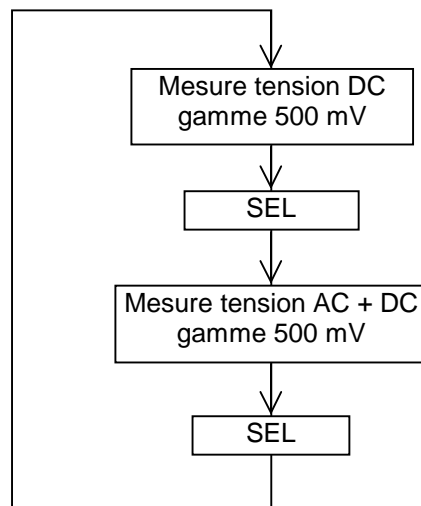 Mesure tension DC
gamme 500 mV
SEL
Mesure tension AC + DC
gamme 500 mV
SEL